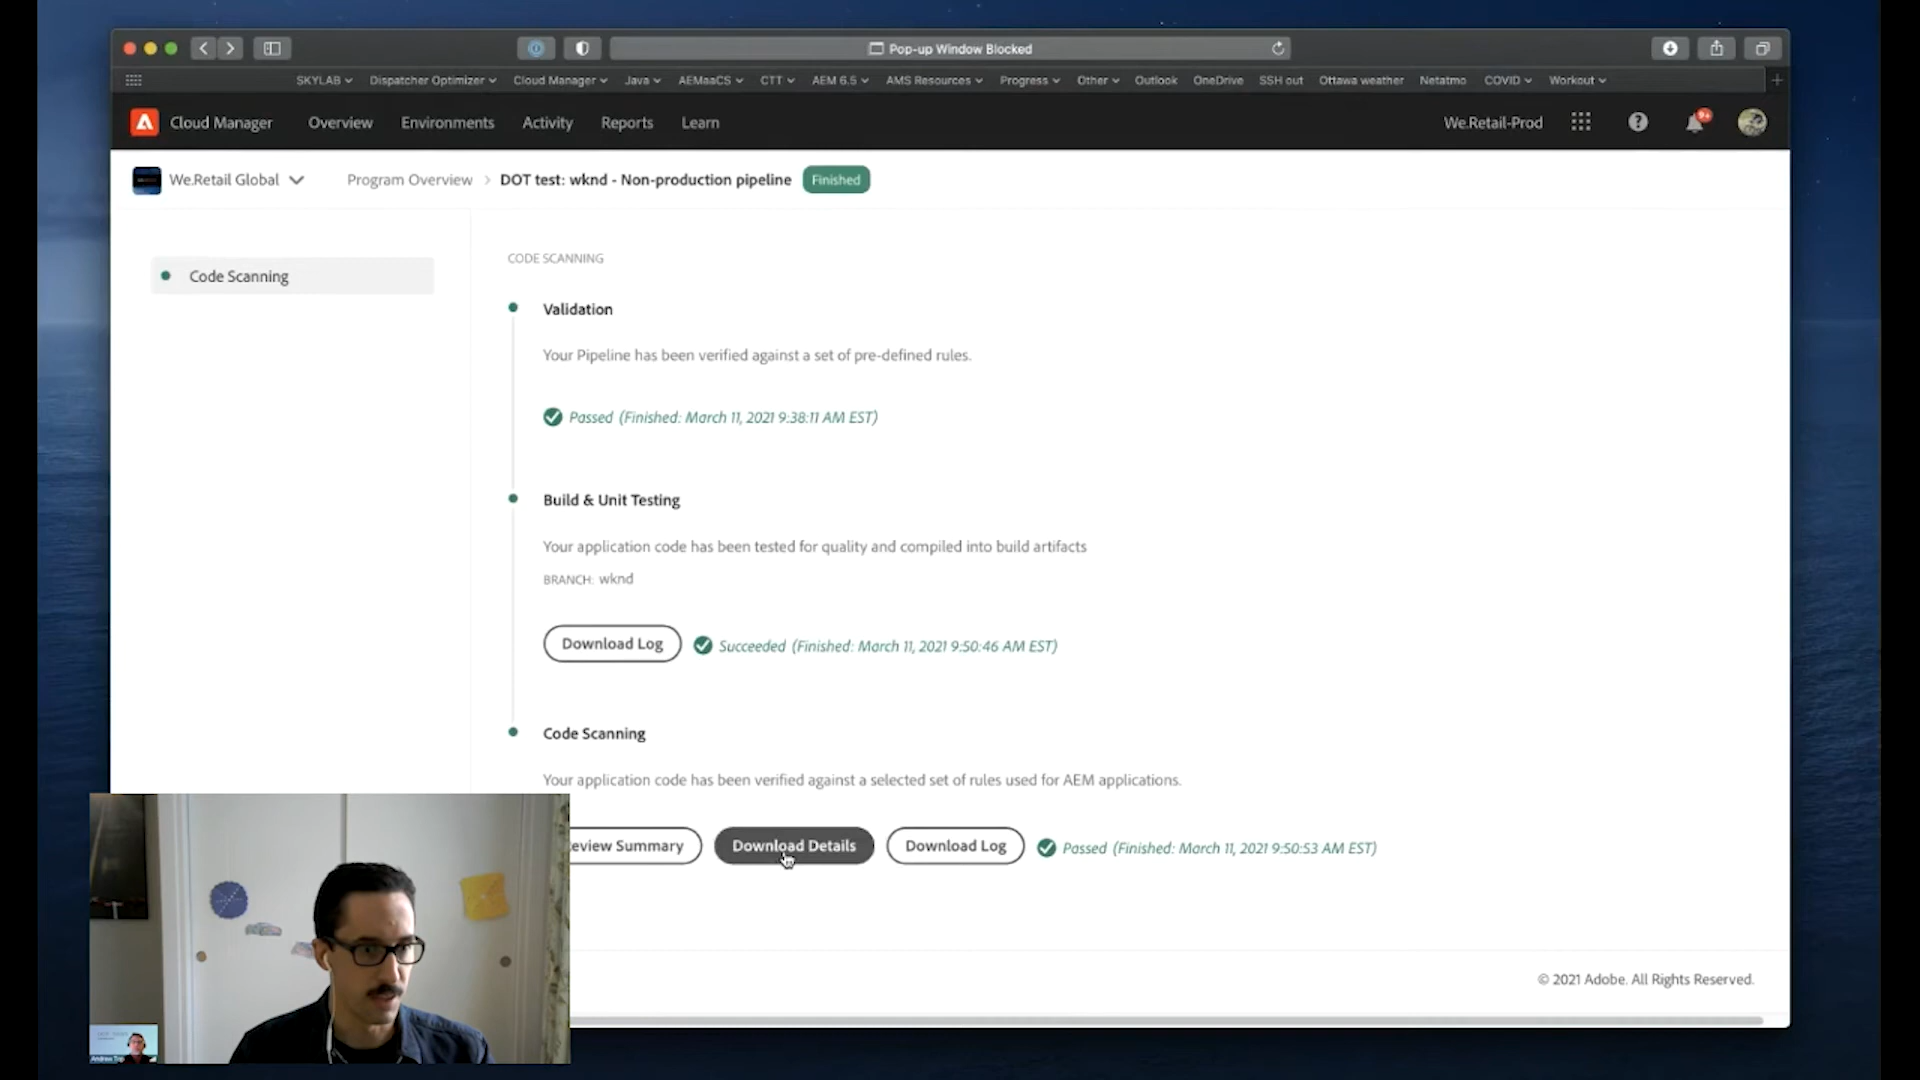 Pop-up Window Blocked
SKYLAB Dispatcher Optimizer Cloud Manager Java AEMaaCS CTT AEM 6.5 AMS Resources Progress Other Outlook OneDrive SSH out Ottawa weather Netatmo COVID Workout
Cloud Manager Overview Environments Activity Reports Learn We.Retail-Prod 9+
We.Retail Global Program Overview > DOT test: wknd - Non-production pipeline Finished
Code Scanning
CODE SCANNING
Validation
Your Pipeline has been verified against a set of pre-defined rules.
Passed (Finished: March 11, 2021 9:38:11 AM EST)
Build & Unit Testing
Your application code has been tested for quality and compiled into build artifacts
BRANCH: wknd
Download Log Succeeded (Finished: March 11, 2021 9:50:46 AM EST)
Code Scanning
Your application code has been verified against a selected set of rules used for AEM applications.
eview Summary Download Details Download Log Passed (Finished: March 11, 2021 9:50:53 AM EST)
© 2021 Adobe. All Rights Reserved.
Andrew